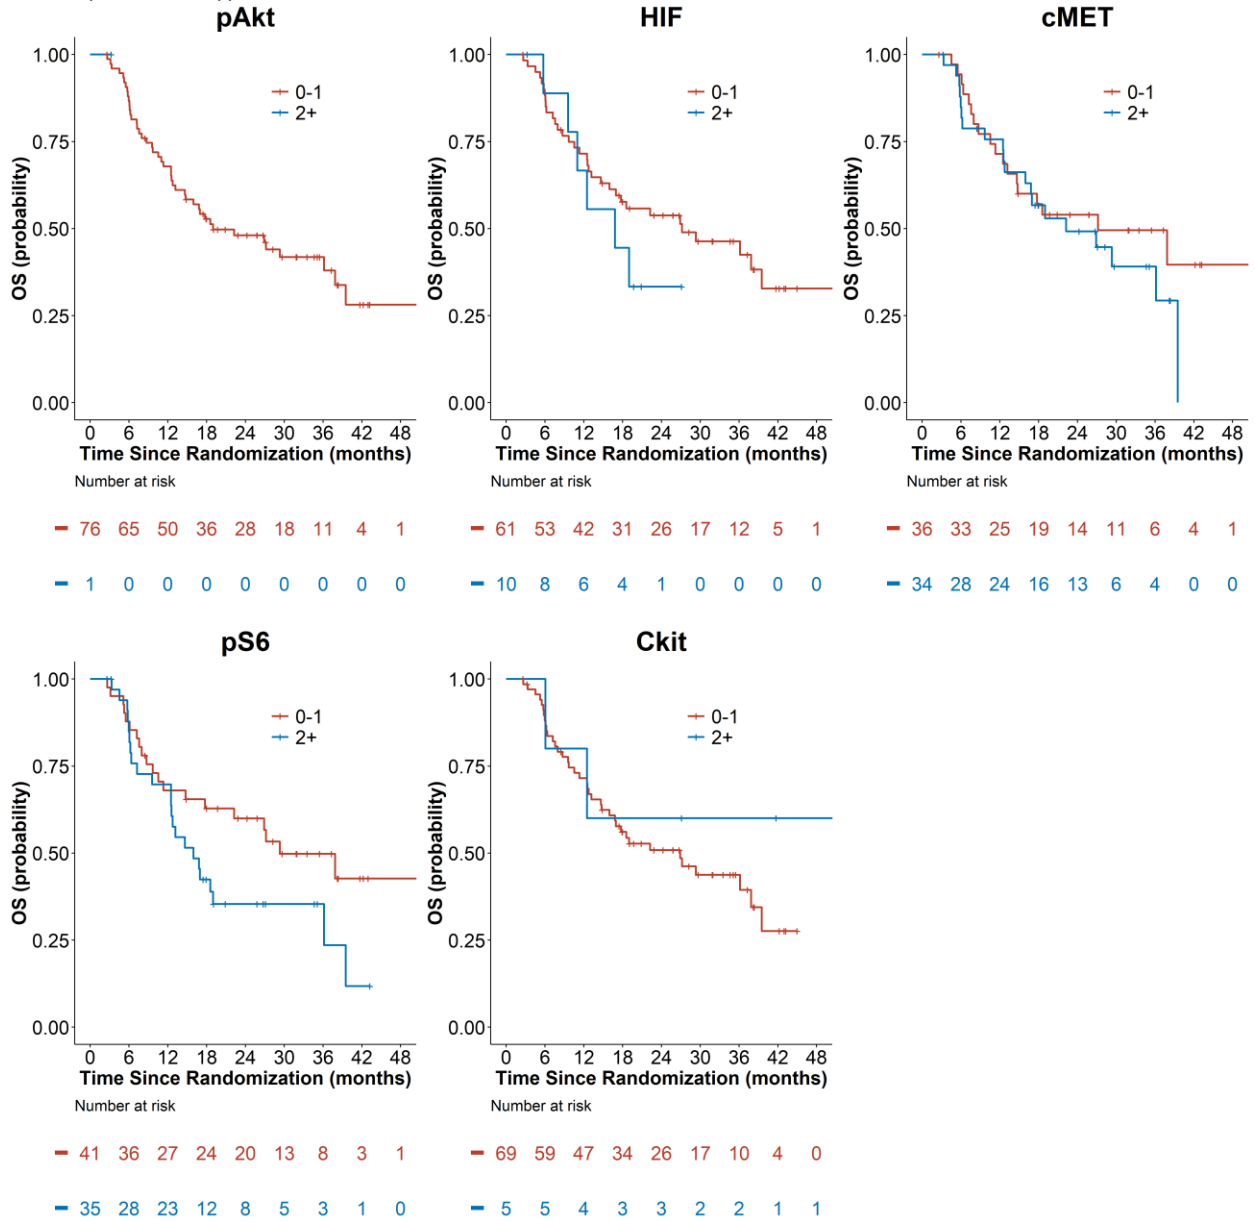 pAkt
HIF
cMET
1.00
0.75
0.50
0.25
0.00
OS (probability)
0-1
2+
0 6 12 18 24 30 36 42 48
Time Since Randomization (months)
Number at risk
76 65 50 36 28 18 11 4 1
1 0 0 0 0 0 0 0 0
1.00
0.75
0.50
0.25
0.00
OS (probability)
0-1
2+
0 6 12 18 24 30 36 42 48
Time Since Randomization (months)
Number at risk
61 53 42 31 26 17 12 5 1
10 8 6 4 1 0 0 0 0
1.00
0.75
0.50
0.25
0.00
OS (probability)
0-1
2+
0 6 12 18 24 30 36 42 48
Time Since Randomization (months)
Number at risk
36 33 25 19 14 11 6 4 1
34 28 24 16 13 6 4 0 0
pS6
Ckit
1.00
0.75
0.50
0.25
0.00
OS (probability)
0-1
2+
0 6 12 18 24 30 36 42 48
Time Since Randomization (months)
Number at risk
41 36 27 24 20 13 8 3 1
35 28 23 12 8 5 3 1 0
1.00
0.75
0.50
0.25
0.00
OS (probability)
0-1
2+
0 6 12 18 24 30 36 42 48
Time Since Randomization (months)
Number at risk
69 59 47 34 26 17 10 4 0
5 5 4 3 3 2 2 1 1